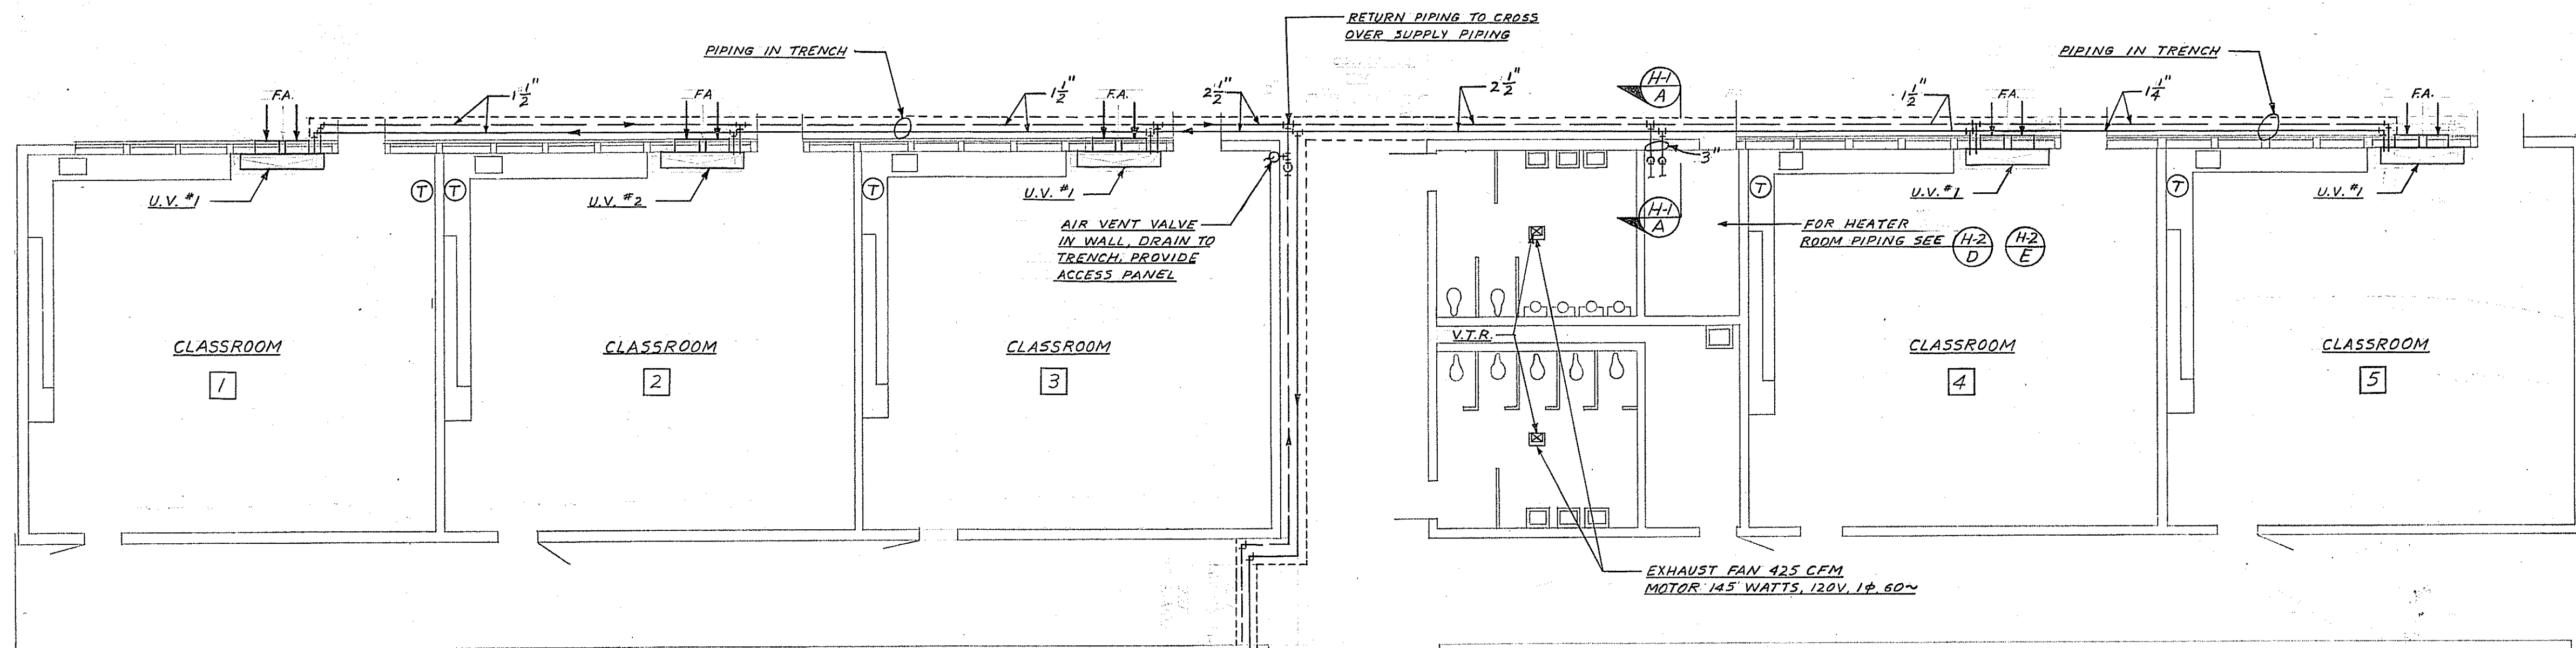 RETURN PIPING TO CROSS
OVER SUPPLY PIPING
PIPING IN TRENCH
PIPING IN TRENCH
F.A.
1 1/2"
F.A.
1 1/2"
F.A.
2 1/2"
2 1/2"
H-1
A
1 1/2"
F.A.
1 1/4"
F.A.
3"
U.V. #1
T
T
U.V. #2
T
U.V. #1
T
U.V. #1
T
U.V. #1
AIR VENT VALVE
IN WALL, DRAIN TO
TRENCH, PROVIDE
ACCESS PANEL
H-1
A
FOR HEATER
ROOM PIPING SEE
H-2
D
H-2
E
V.T.R.
CLASSROOM
1
CLASSROOM
2
CLASSROOM
3
CLASSROOM
4
CLASSROOM
5
EXHAUST FAN 425 CFM
MOTOR 145 WATTS, 120V, 1φ, 60~